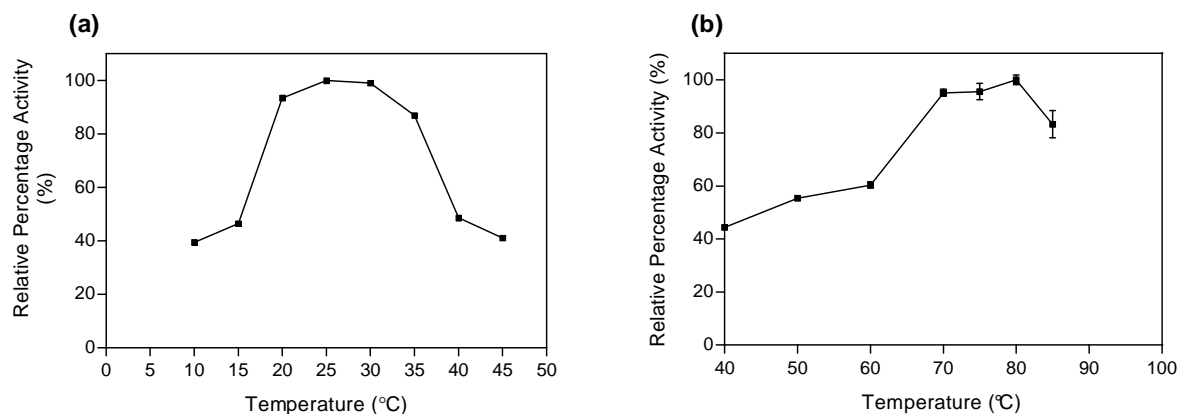 (a)
Relative Percentage Activity
(%)
100
80
60
40
20
0
0 5 10 15 20 25 30 35 40 45 50
Temperature (°C)
(b)
Relative Percentage Activity (%)
100
80
60
40
20
0
40 50 60 70 80 90 100
Temperature (°C)